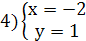 4) { x = −2
y = 1